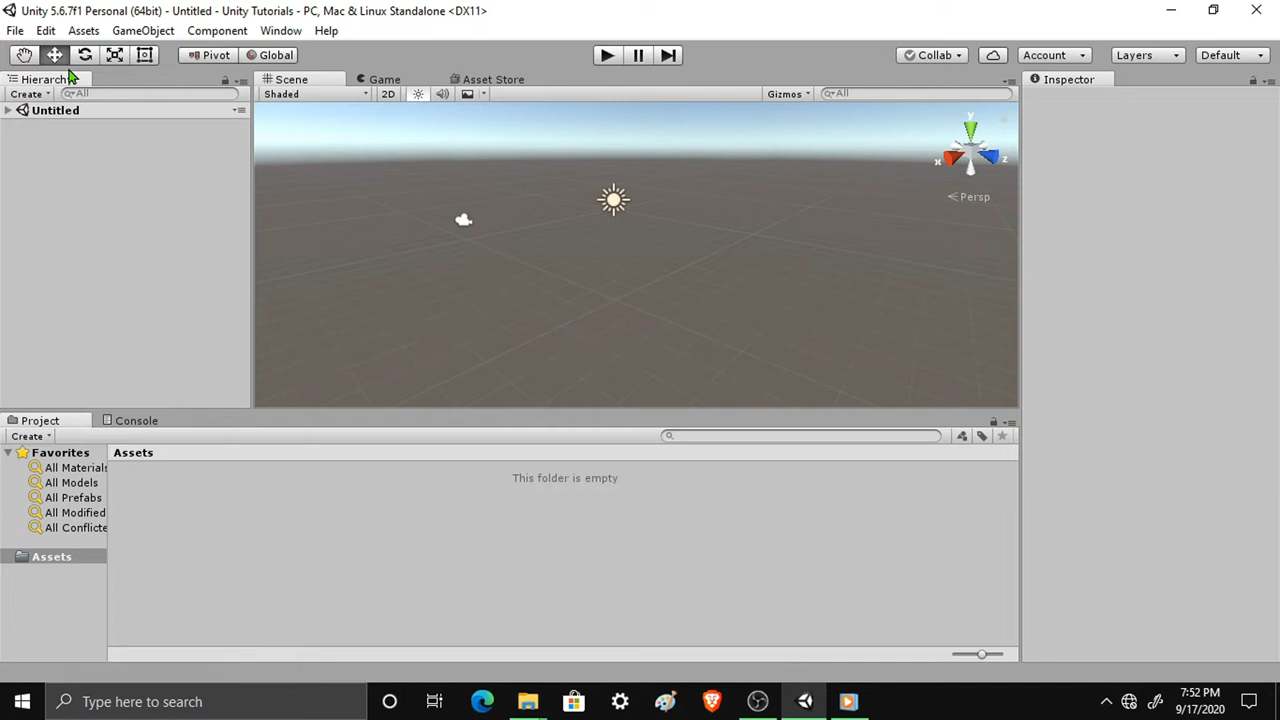 Unity 5.6.7f1 Personal (64bit) - Untitled - Unity Tutorials - PC, Mac & Linux Standalone <DX11>
File Edit Assets GameObject Component Window Help
Pivot Global Collab Account Layers Default
Hierarch Scene Game Asset Store Inspector
Create All Shaded 2D Gizmos All
Untitled
y
x z
Persp
Project Console
Create
Favorites Assets
All Materials
All Models This folder is empty
All Prefabs
All Modified
All Conflicte
Assets
Type here to search
7:52 PM
9/17/2020